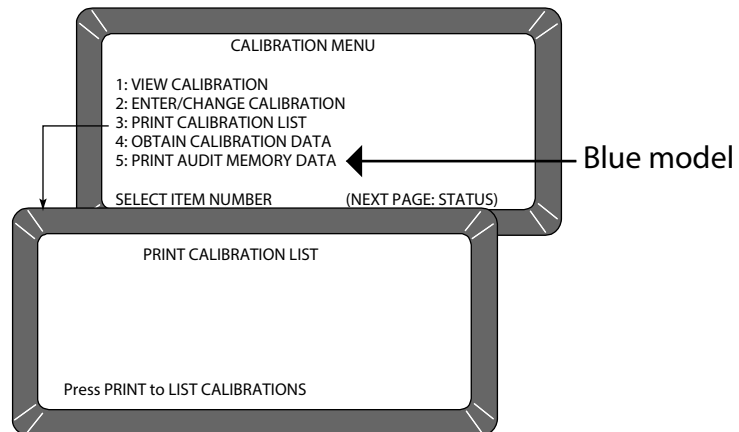 CALIBRATION MENU
1: VIEW CALIBRATION
2: ENTER/CHANGE CALIBRATION
3: PRINT CALIBRATION LIST
4: OBTAIN CALIBRATION DATA
5: PRINT AUDIT MEMORY DATA
Blue model
SELECT ITEM NUMBER (NEXT PAGE: STATUS)
PRINT CALIBRATION LIST
Press PRINT to LIST CALIBRATIONS